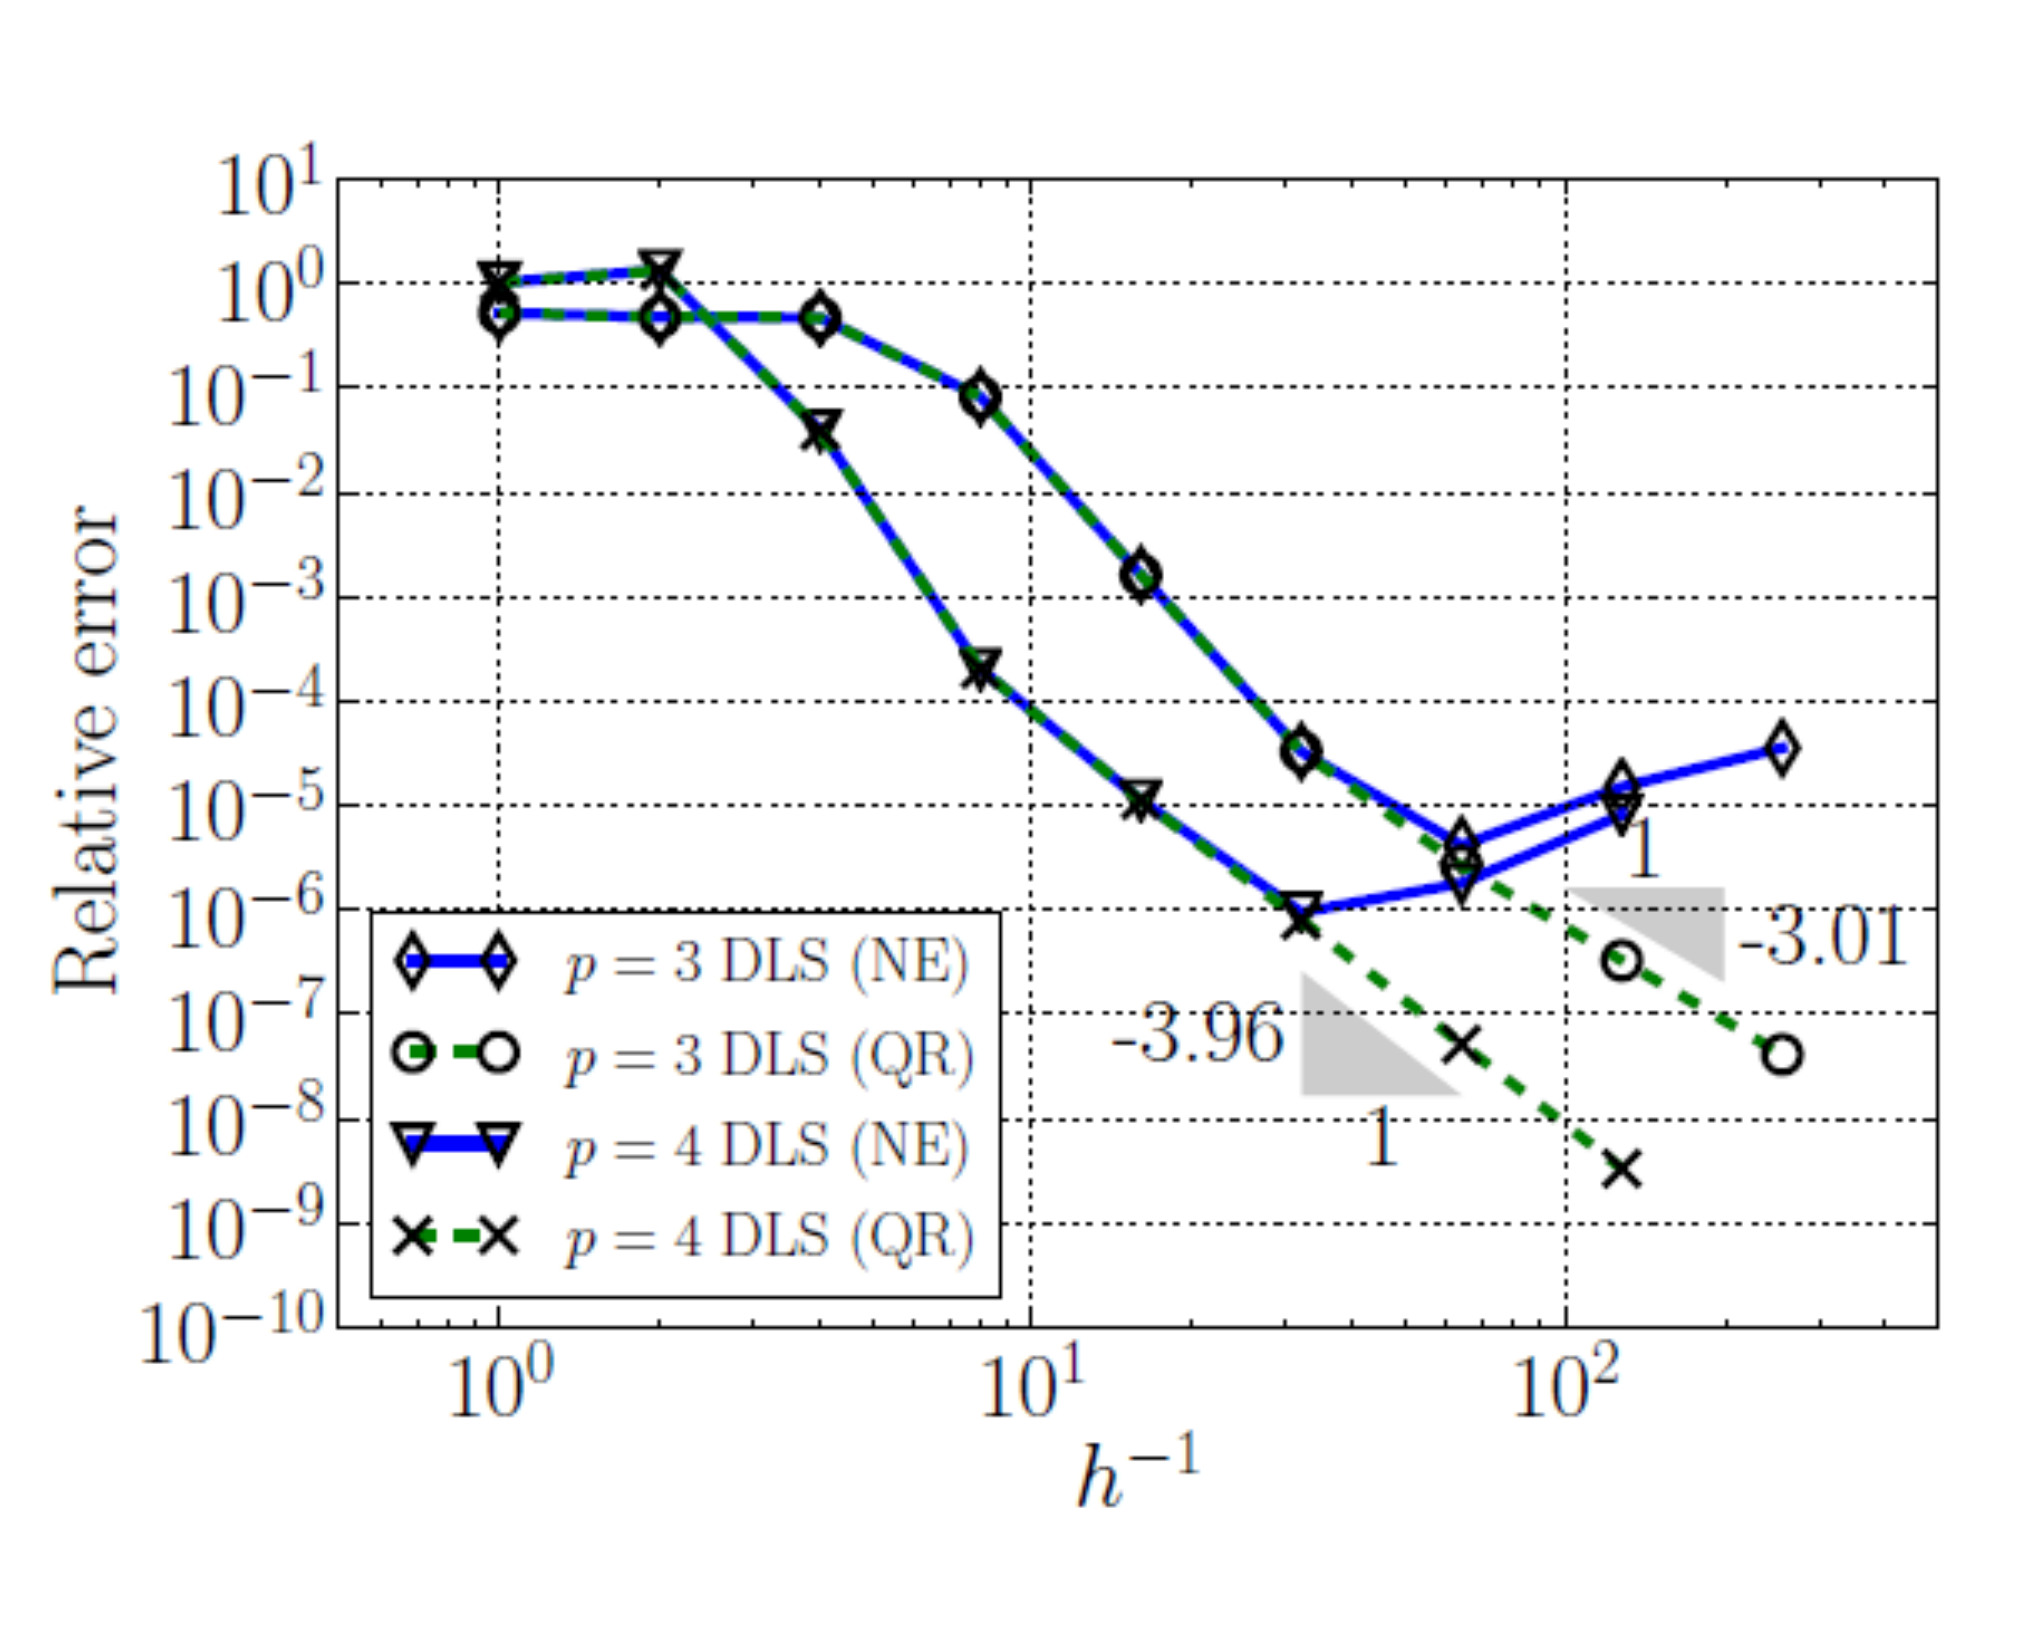 10^1
10^0
10^−1
10^−2
10^−3
10^−4
10^−5
10^−6
10^−7
10^−8
10^−9
10^−10
Relative error
p = 3 DLS (NE)
p = 3 DLS (QR)
p = 4 DLS (NE)
p = 4 DLS (QR)
1
-3.01
-3.96
1
10^0 10^1 10^2
h^−1